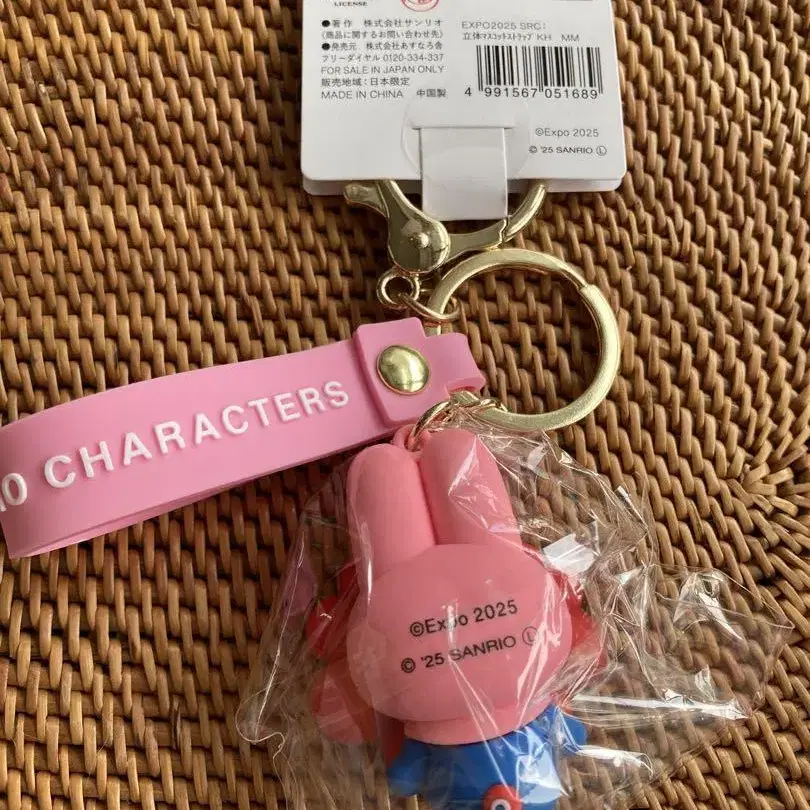 LICENSE
●著作 株式会社サンリオ
(商品に関するお問い合わせ先)
●発売元 株式会社あすなろ舎
フリーダイヤル 0120-334-337
FOR SALE IN JAPAN ONLY
販売地域:日本限定
MADE IN CHINA 中国製
EXPO2025 SRC:
立体マスコットストラップKH MM
4 991567 051689
©Expo 2025
© '25 SANRIO Ⓛ
IO CHARACTERS
©Expo 2025
© '25 SANRIO Ⓛ